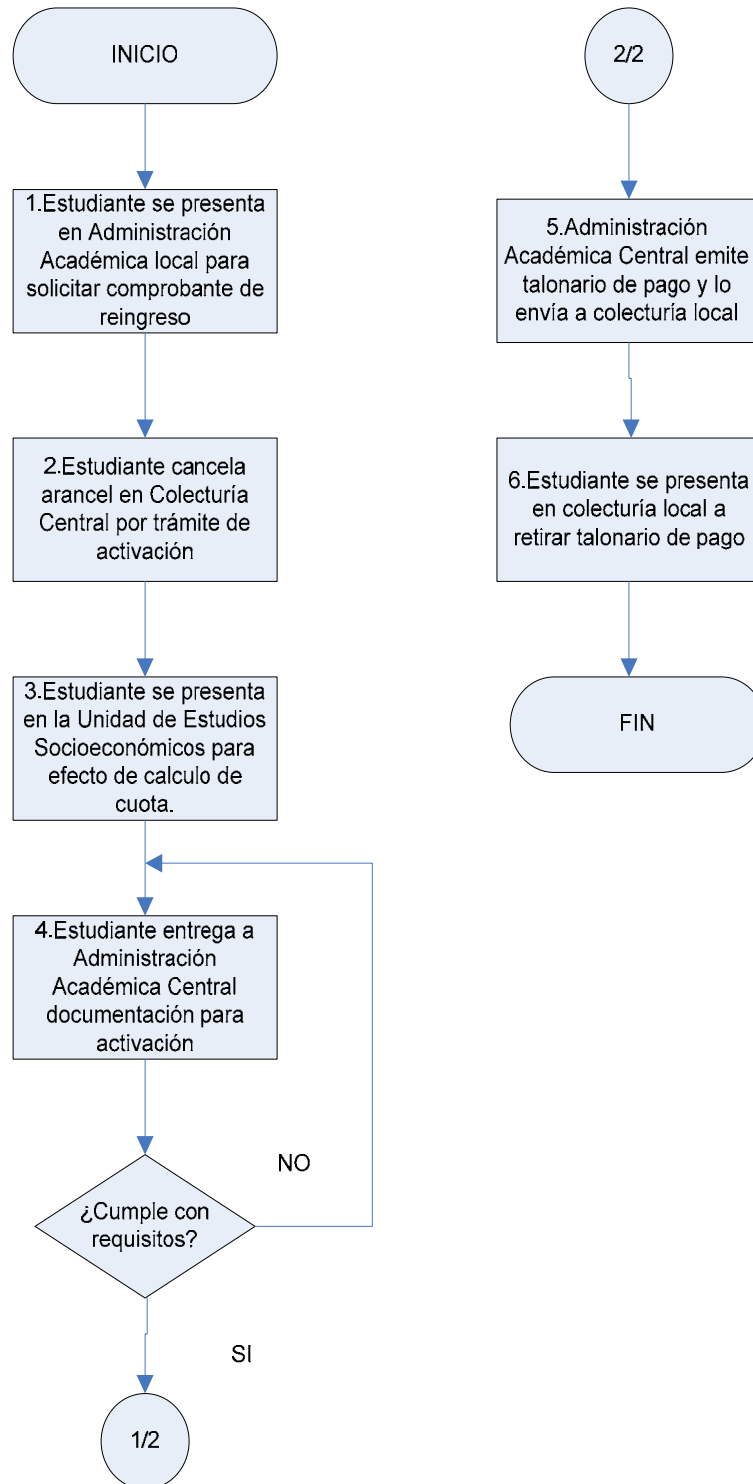 INICIO
1.Estudiante se presenta
en Administración
Académica local para
solicitar comprobante de
reingreso
2.Estudiante cancela
arancel en Colecturía
Central por trámite de
activación
3.Estudiante se presenta
en la Unidad de Estudios
Socioeconómicos para
efecto de calculo de
cuota.
4.Estudiante entrega a
Administración
Académica Central
documentación para
activación
NO
¿Cumple con
requisitos?
SI
1/2
2/2
5.Administración
Académica Central emite
talonario de pago y lo
envía a colecturía local
6.Estudiante se presenta
en colecturía local a
retirar talonario de pago
FIN